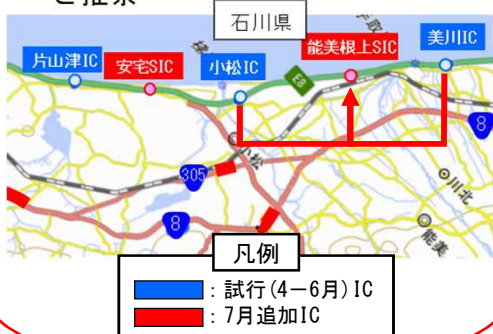 石川県
美川IC
能美根上SIC
片山津IC
安宅SIC
小松IC
E8
8
小松
305
川北
8
能美
凡例
：試行(4－6月)IC
：7月追加IC